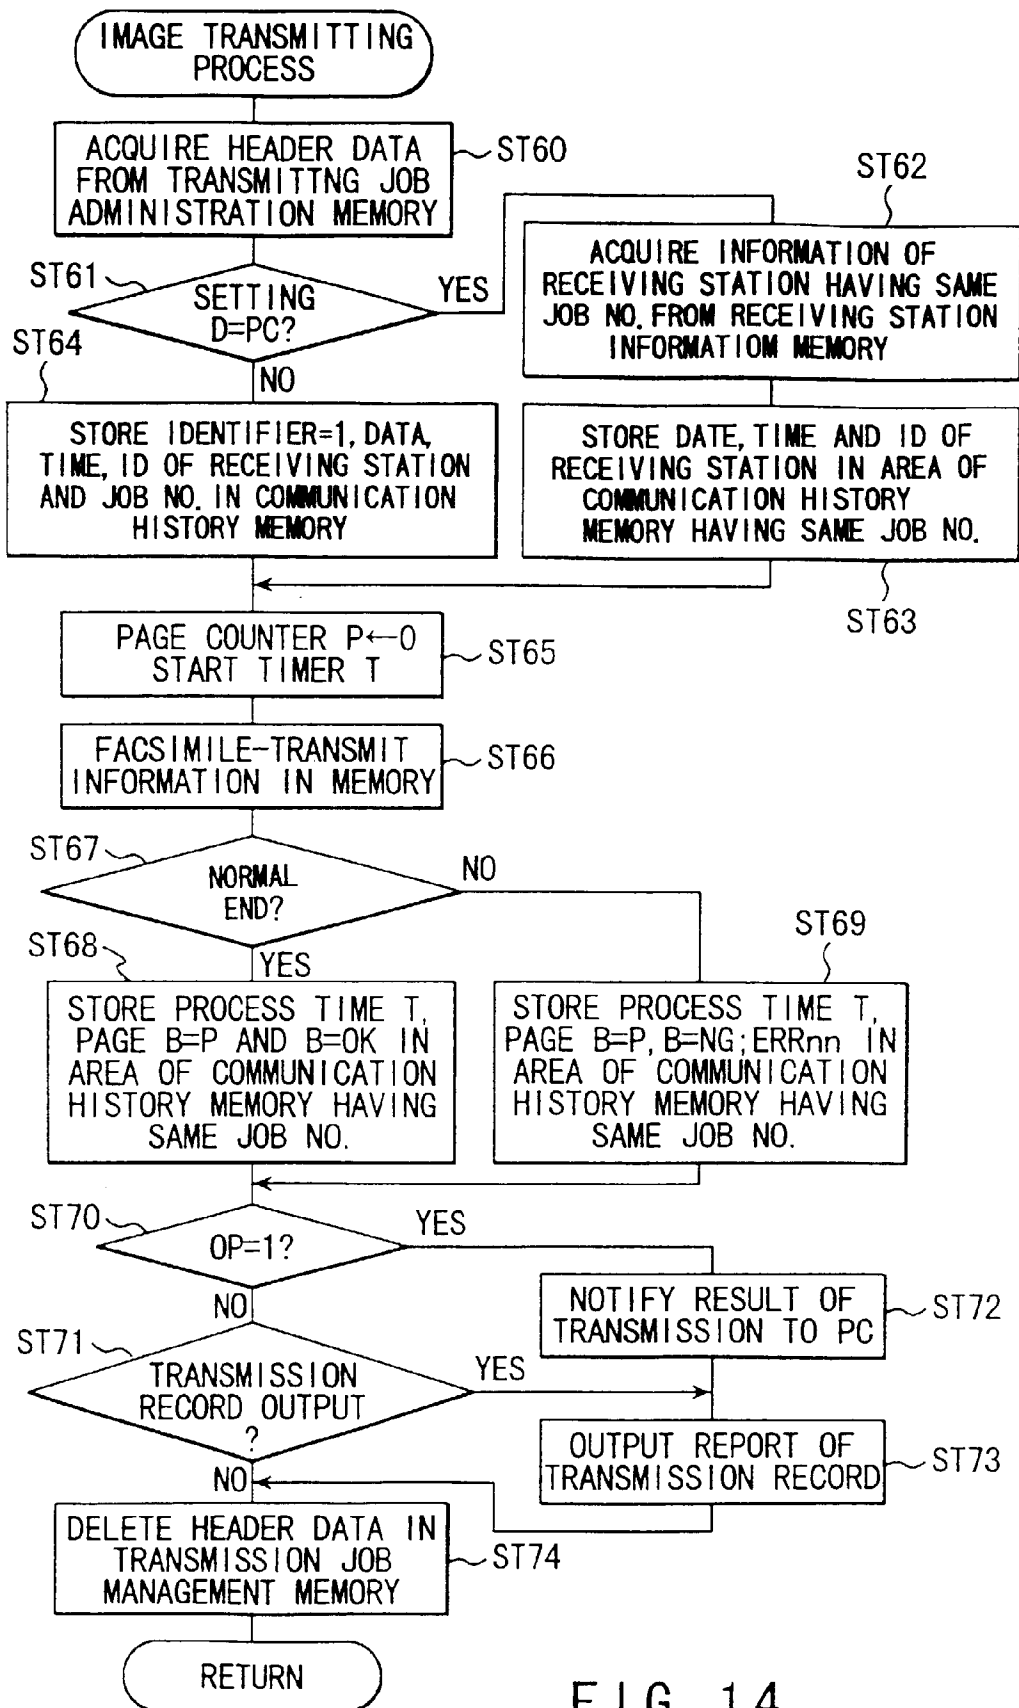 IMAGE TRANSMITTING
PROCESS
ACQUIRE HEADER DATA
FROM TRANSMITTNG JOB
ADMINISTRATION MEMORY
ST60
ST61
SETTING
D=PC?
YES
NO
ST62
ACQUIRE INFORMATION OF
RECEIVING STATION HAVING SAME
JOB NO. FROM RECEIVING STATION
INFORMATIOM MEMORY
ST64
STORE IDENTIFIER=1, DATA,
TIME, ID OF RECEIVING STATION
AND JOB NO. IN COMMUNICATION
HISTORY MEMORY
STORE DATE, TIME AND ID OF
RECEIVING STATION IN AREA OF
COMMUNICATION HISTORY
MEMORY HAVING SAME JOB NO.
ST63
PAGE COUNTER P←0
START TIMER T
ST65
FACSIMILE-TRANSMIT
INFORMATION IN MEMORY
ST66
ST67
NORMAL
END?
NO
YES
ST68
STORE PROCESS TIME T,
PAGE B=P AND B=OK IN
AREA OF COMMUNICATION
HISTORY MEMORY HAVING
SAME JOB NO.
ST69
STORE PROCESS TIME T,
PAGE B=P, B=NG;ERRnn IN
AREA OF COMMUNICATION
HISTORY MEMORY HAVING
SAME JOB NO.
ST70
OP=1?
YES
NO
NOTIFY RESULT OF
TRANSMISSION TO PC
ST72
ST71
TRANSMISSION
RECORD OUTPUT
?
YES
NO
OUTPUT REPORT OF
TRANSMISSION RECORD
ST73
DELETE HEADER DATA IN
TRANSMISSION JOB
MANAGEMENT MEMORY
ST74
RETURN
FIG. 14